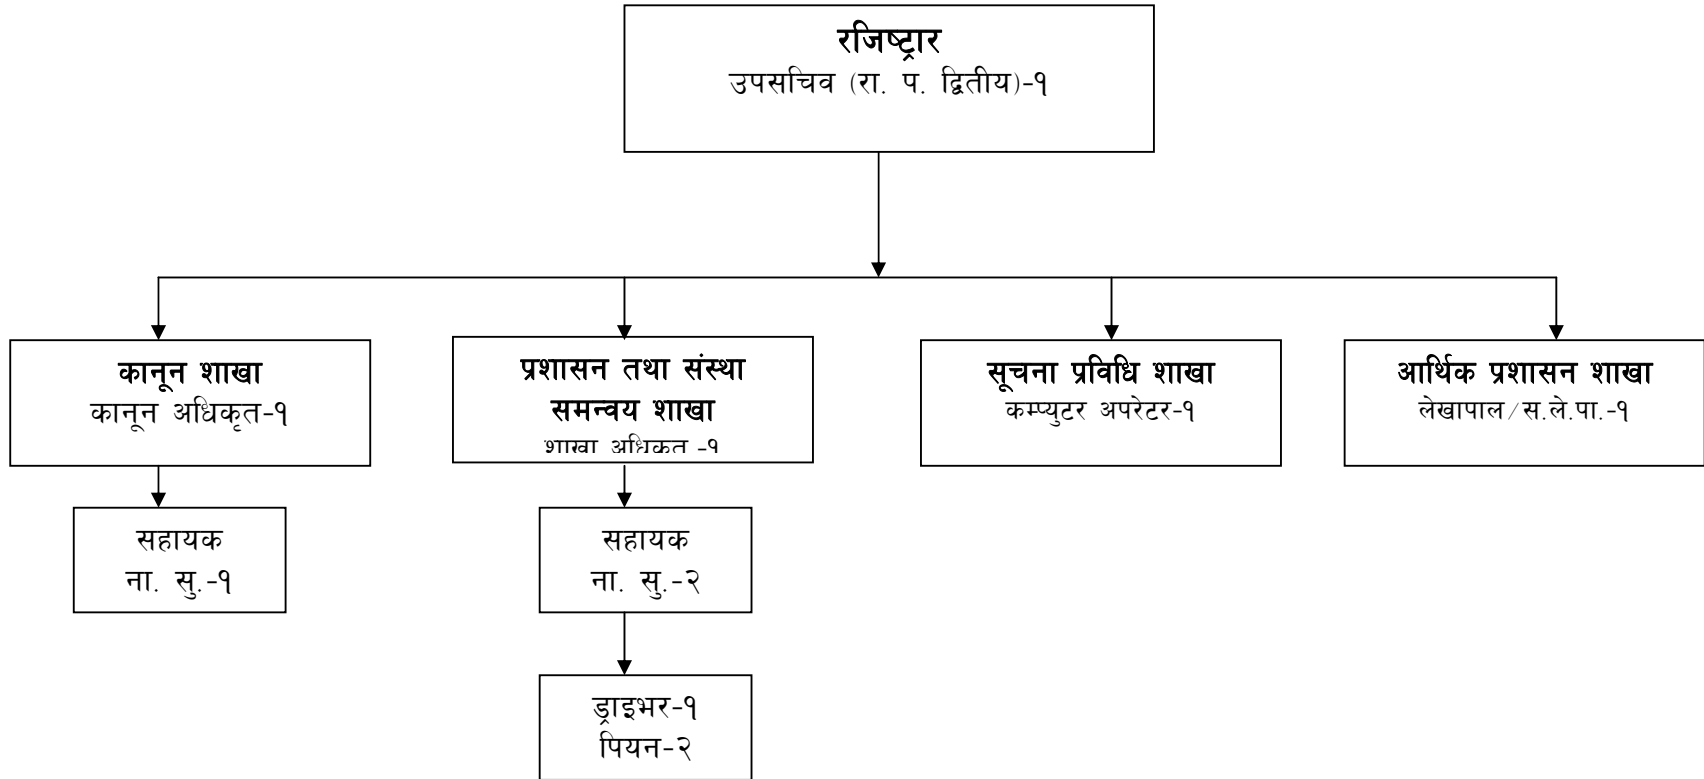 रजिष्ट्रार
उपसचिव (रा. प. द्वितीय)-१
कानून शाखा
कानून अधिकृत-१
प्रशासन तथा संस्था
समन्वय शाखा
शाखा अधिकृत -१
सूचना प्रविधि शाखा
कम्प्युटर अपरेटर-१
आर्थिक प्रशासन शाखा
लेखापाल/स.ले.पा.-१
सहायक
ना. सु.-१
सहायक
ना. सु.-२
ड्राइभर-१
पियन-२